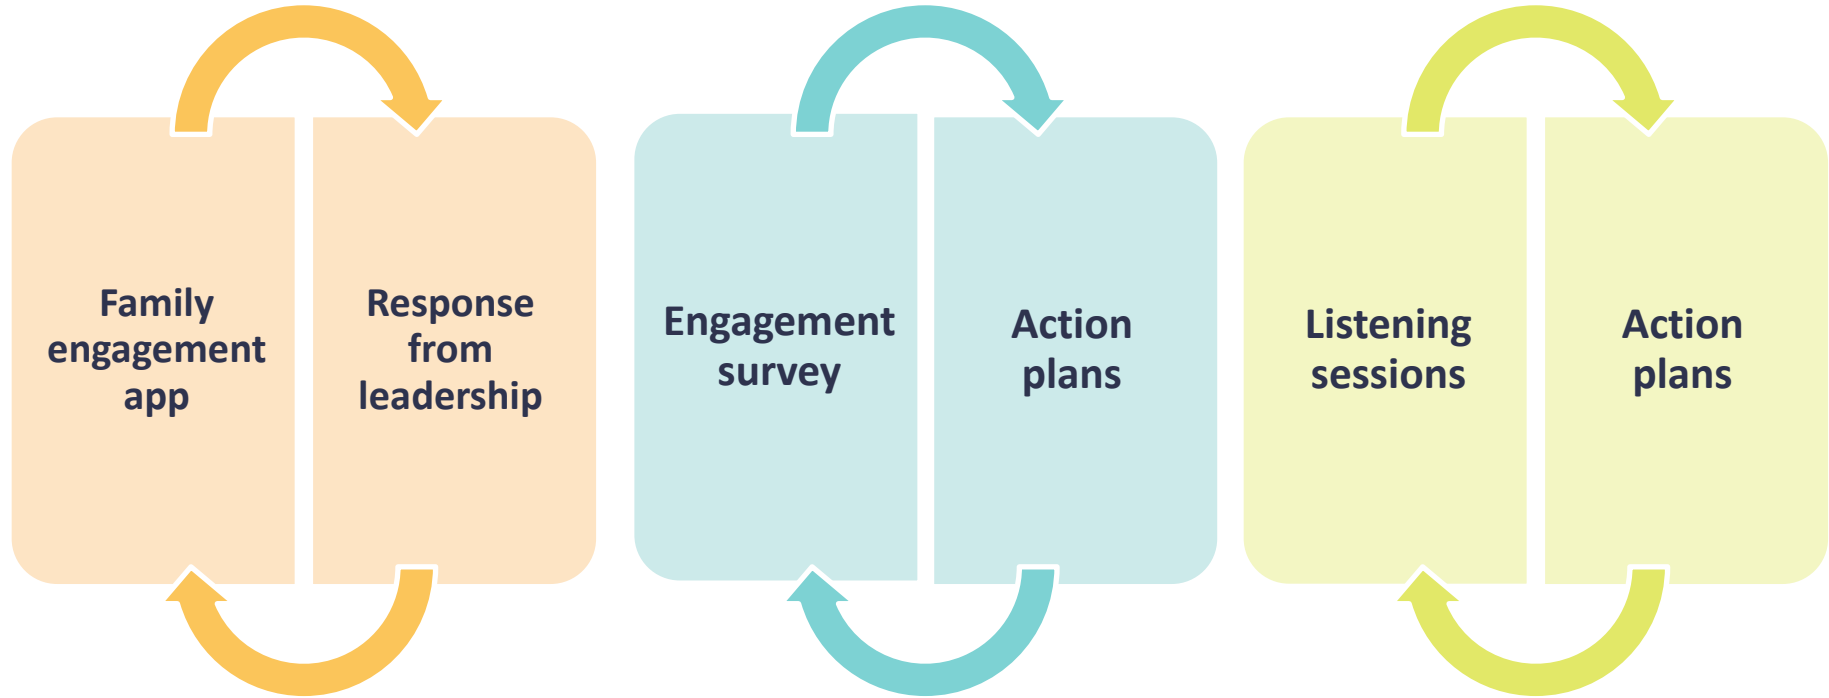 Family
engagement
app
Response
from
leadership
Engagement
survey
Action
plans
Listening
sessions
Action
plans